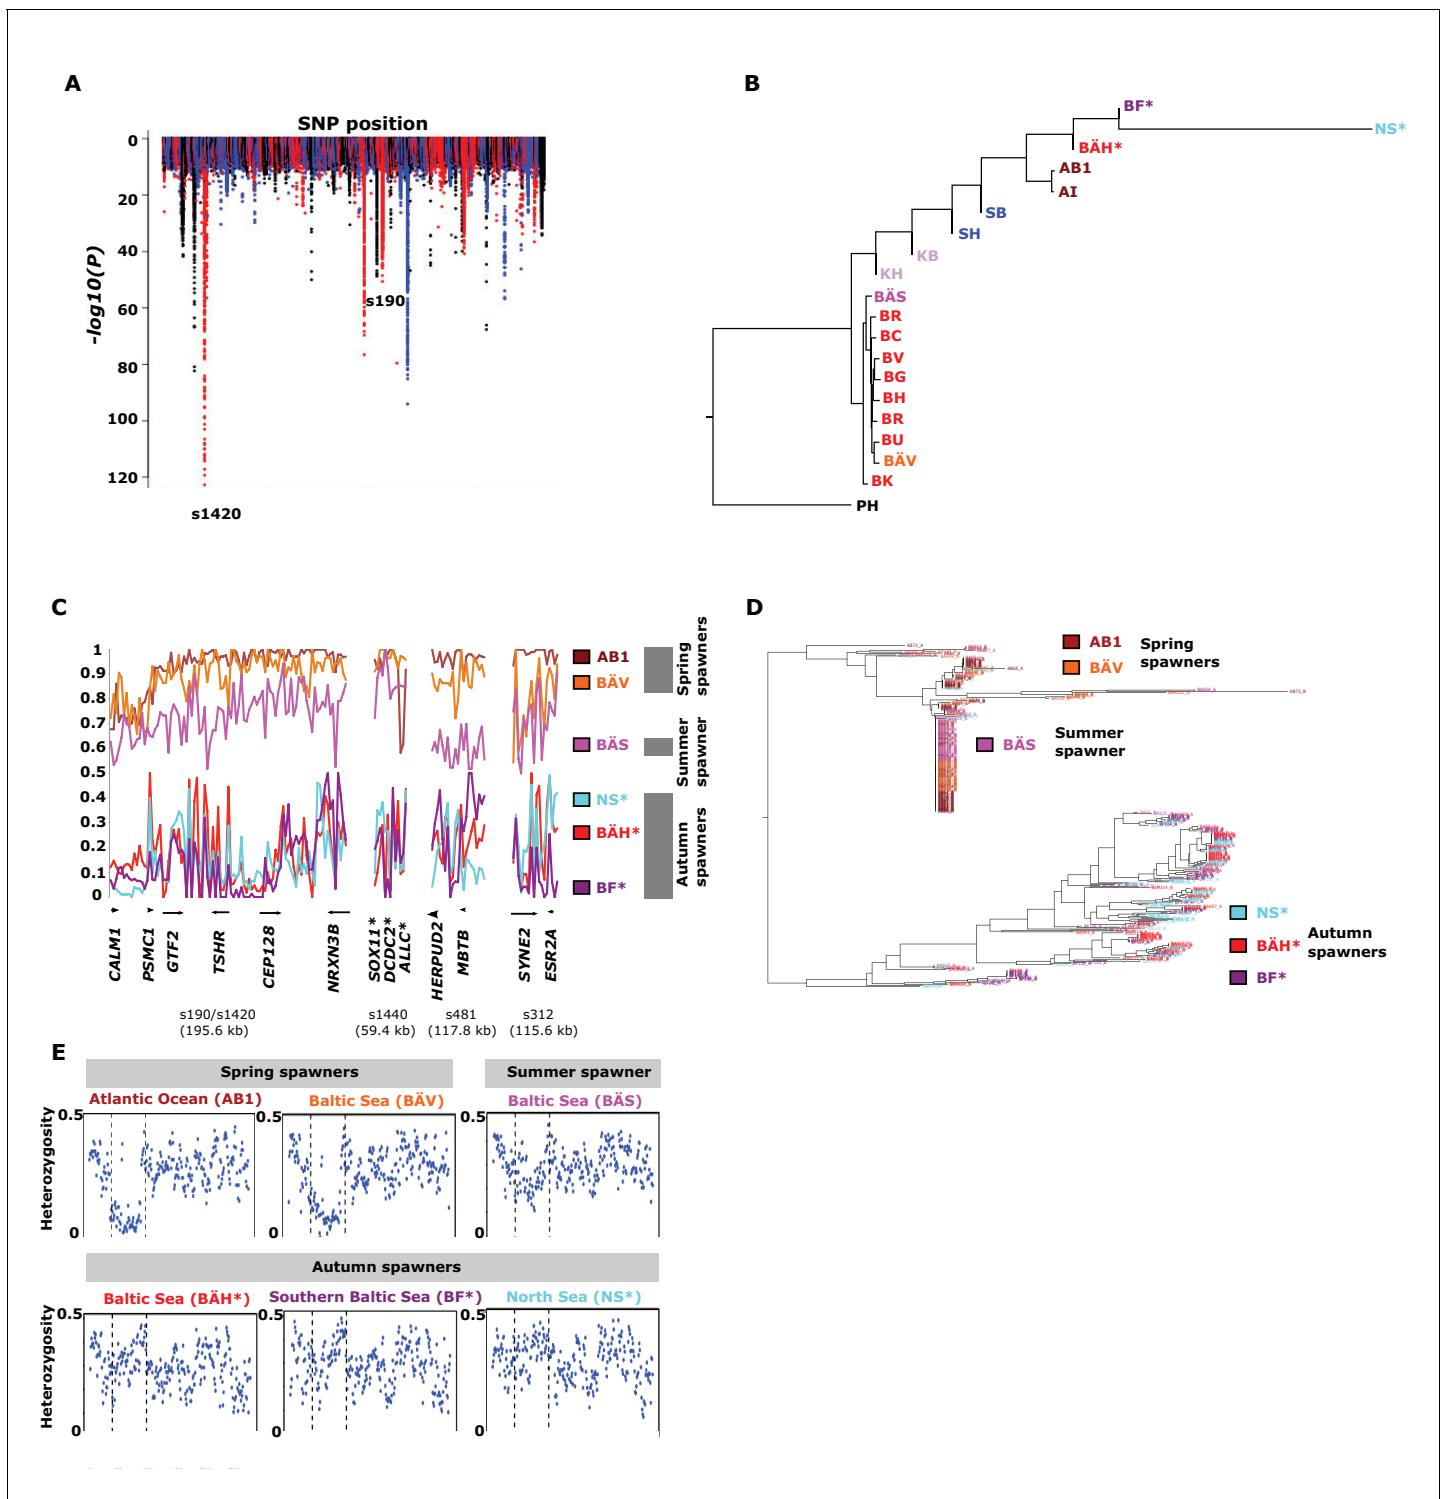 A
SNP position
0
20
40
60
80
100
120
-log10(P)
s190
s1420
B
BF*
NS*
BÄH*
AB1
AI
SB
SH
KB
KH
BÄS
BR
BC
BV
BG
BH
BR
BU
BÄV
BK
PH
C
1
0.9
0.8
0.7
0.6
0.5
0.4
0.3
0.2
0.1
0
AB1
BÄV
BÄS
NS*
BÄH*
BF*
Spring spawners
Summer spawner
Autumn spawners
CALM1
PSMC1
GTF2
TSHR
CEP128
NRXN3B
SOX11*
DCDC2*
ALLC*
HERPUD2
MBTB
SYNE2
ESR2A
s190/s1420
(195.6 kb)
s1440
(59.4 kb)
s481
(117.8 kb)
s312
(115.6 kb)
D
AB1
BÄV
Spring
spawners
BÄS
Summer
spawner
NS*
BÄH*
BF*
Autumn
spawners
E
Spring spawners
Summer spawner
Atlantic Ocean (AB1)
Baltic Sea (BÄV)
Baltic Sea (BÄS)
Heterozygosity
0.5
0
0.5
0
0.5
0
Autumn spawners
Baltic Sea (BÄH*)
Southern Baltic Sea (BF*)
North Sea (NS*)
Heterozygosity
0.5
0
0.5
0
0.5
0